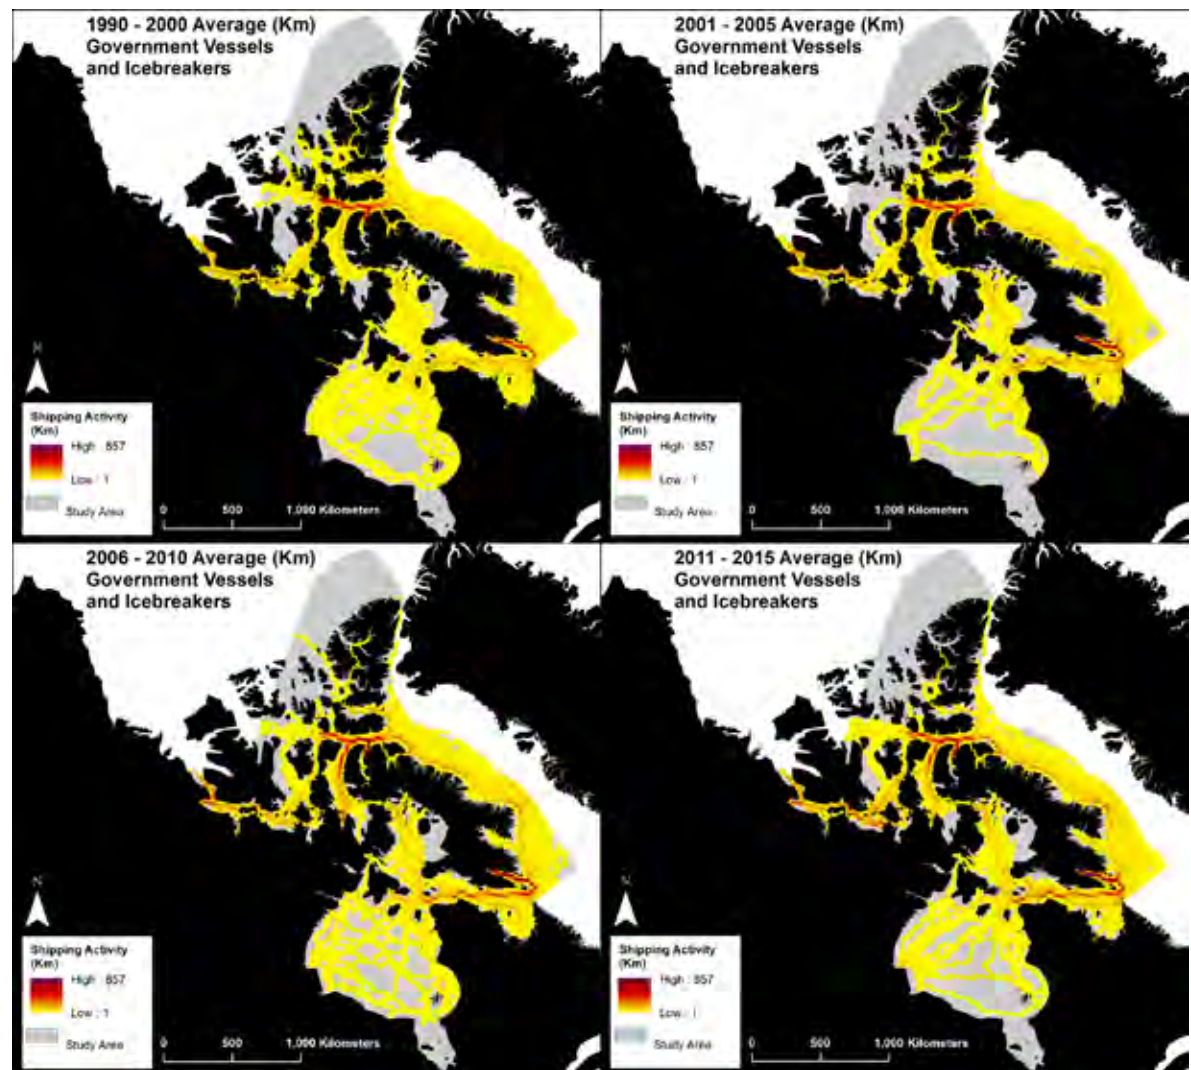 1990 - 2000 Average (Km)
Government Vessels
and Icebreakers
N
Shipping Activity
(Km)
High : 857
Low : 1
Study Area
0 500 1,000 Kilometers
2001 - 2005 Average (Km)
Government Vessels
and Icebreakers
N
Shipping Activity
(Km)
High : 857
Low : 1
Study Area
0 500 1,000 Kilometers
2006 - 2010 Average (Km)
Government Vessels
and Icebreakers
N
Shipping Activity
(Km)
High : 857
Low : 1
Study Area
0 500 1,000 Kilometers
2011 - 2015 Average (Km)
Government Vessels
and Icebreakers
N
Shipping Activity
(Km)
High : 857
Low : 1
Study Area
0 500 1,000 Kilometers